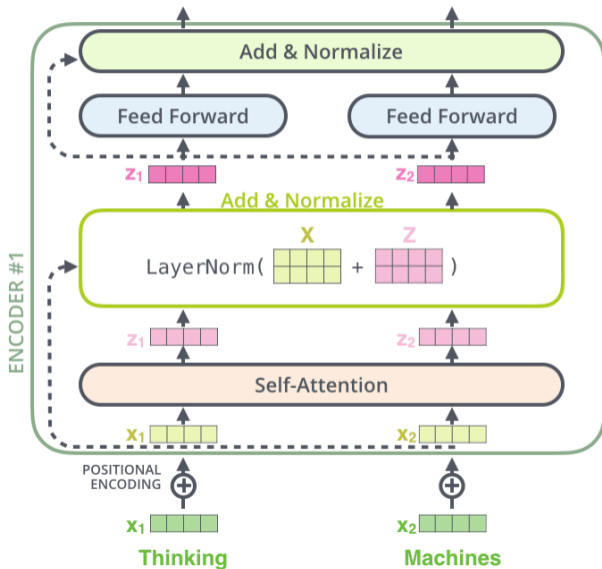 Add & Normalize
Feed Forward
Feed Forward
z1
z2
Add & Normalize
X
Z
LayerNorm( + )
ENCODER #1
z1
z2
Self-Attention
x1
x2
POSITIONAL
ENCODING
x1
x2
Thinking
Machines